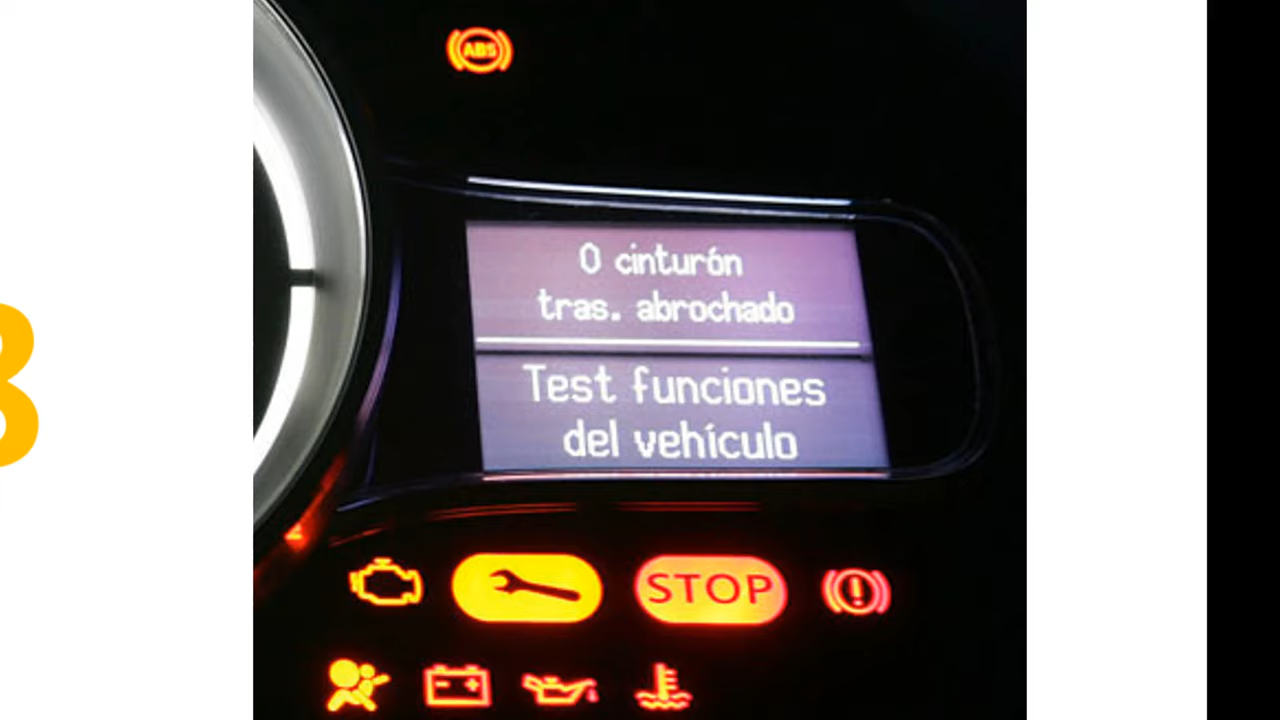 ABS
0 cinturón
tras. abrochado
Test funciones
del vehículo
STOP